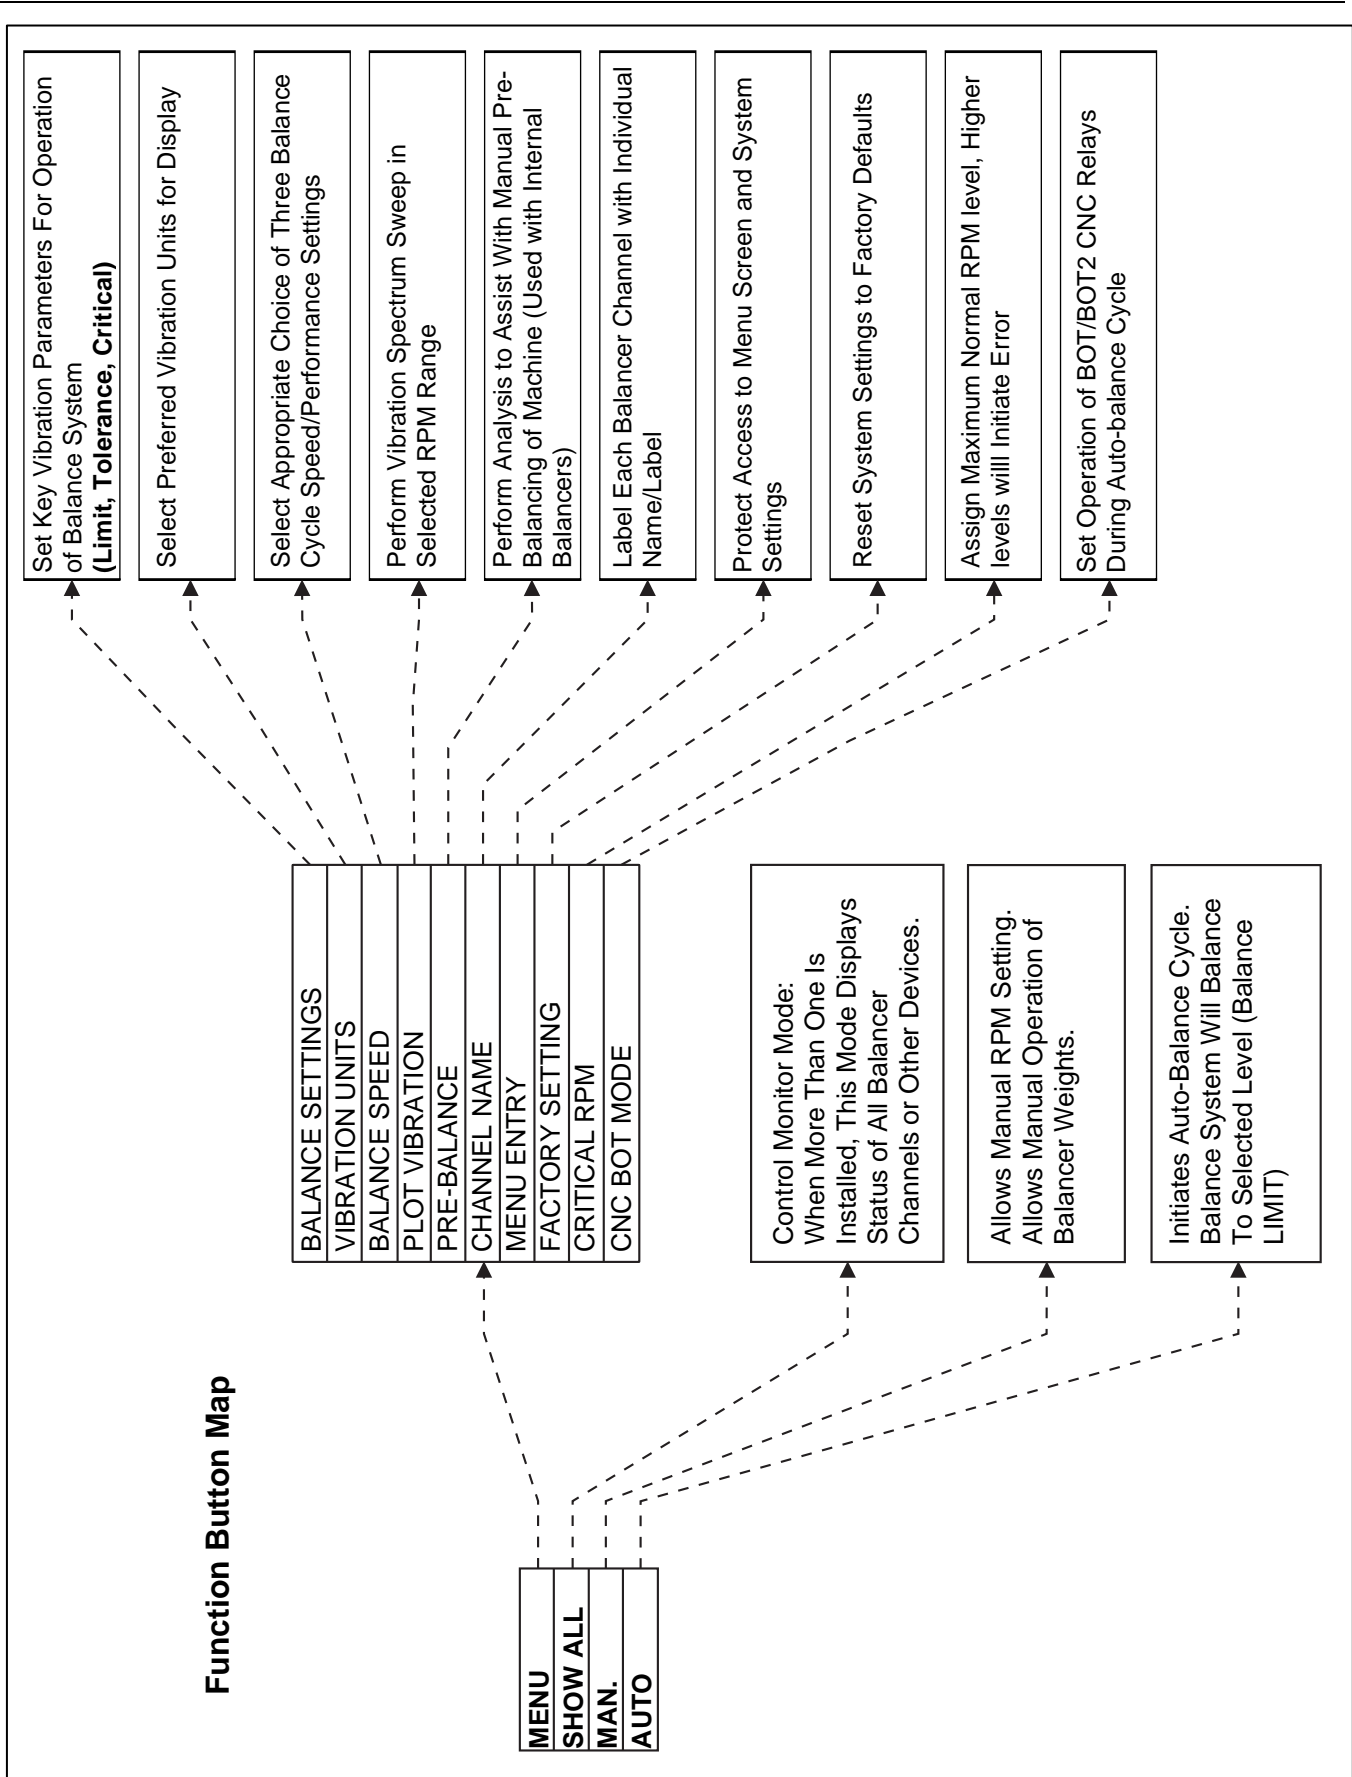 Function Button Map
MENU
SHOW ALL
MAN.
AUTO
BALANCE SETTINGS
VIBRATION UNITS
BALANCE SPEED
PLOT VIBRATION
PRE-BALANCE
CHANNEL NAME
MENU ENTRY
FACTORY SETTING
CRITICAL RPM
CNC BOT MODE
Control Monitor Mode:
When More Than One Is
Installed, This Mode Displays
Status of All Balancer
Channels or Other Devices.
Allows Manual RPM Setting.
Allows Manual Operation of
Balancer Weights.
Initiates Auto-Balance Cycle.
Balance System Will Balance
To Selected Level (Balance
LIMIT)
Set Key Vibration Parameters For Operation
of Balance System
(Limit, Tolerance, Critical)
Select Preferred Vibration Units for Display
Select Appropriate Choice of Three Balance
Cycle Speed/Performance Settings
Perform Vibration Spectrum Sweep in
Selected RPM Range
Perform Analysis to Assist With Manual Pre-
Balancing of Machine (Used with Internal
Balancers)
Label Each Balancer Channel with Individual
Name/Label
Protect Access to Menu Screen and System
Settings
Reset System Settings to Factory Defaults
Assign Maximum Normal RPM level, Higher
levels willl Initiate Error
Set Operation of BOT/BOT2 CNC Relays
During Auto-balance Cycle